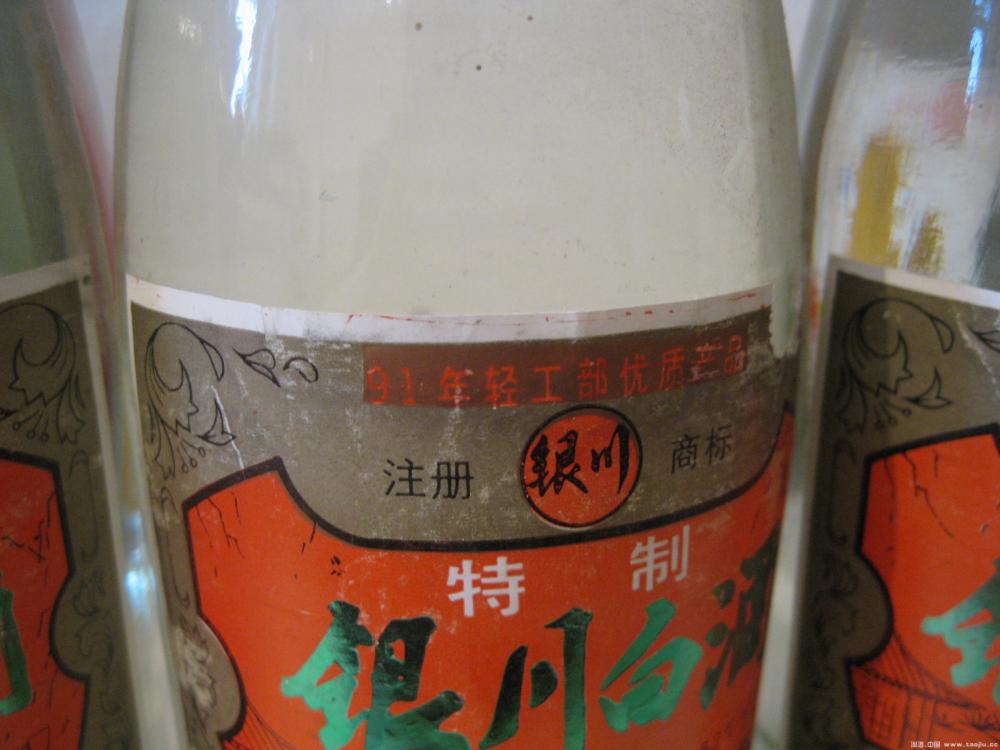 91年轻工部优质产品
注册 银川 商标
特制
银川白酒
淘酒.中国 www.taojiu.cc